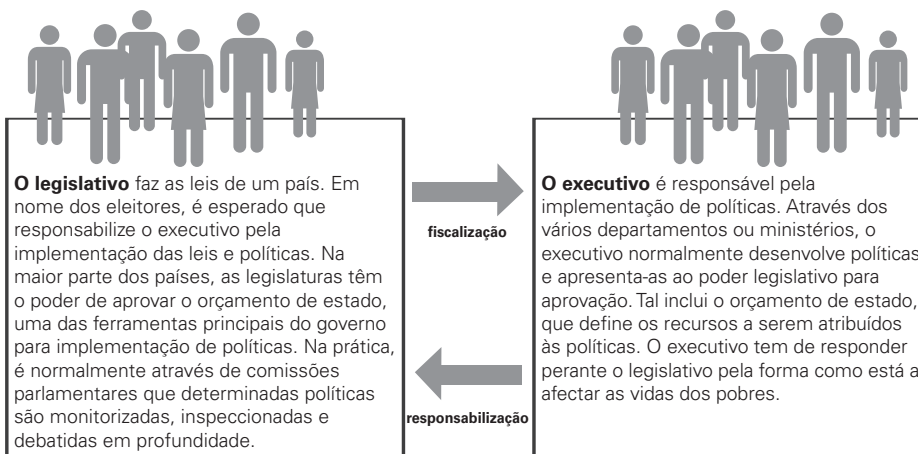 O legislativo faz as leis de um país. Em
nome dos eleitores, é esperado que
responsabilize o executivo pela
implementação das leis e políticas. Na
maior parte dos países, as legislaturas têm
o poder de aprovar o orçamento de estado,
uma das ferramentas principais do governo
para implementação de políticas. Na prática,
é normalmente através de comissões
parlamentares que determinadas políticas
são monitorizadas, inspeccionadas e
debatidas em profundidade.
fiscalização
responsabilização
O executivo é responsável pela
implementação de políticas. Através dos
vários departamentos ou ministérios, o
executivo normalmente desenvolve políticas
e apresenta-as ao poder legislativo para
aprovação. Tal inclui o orçamento de estado,
que define os recursos a serem atribuídos
às políticas. O executivo tem de responder
perante o legislativo pela forma como está a
afectar as vidas dos pobres.